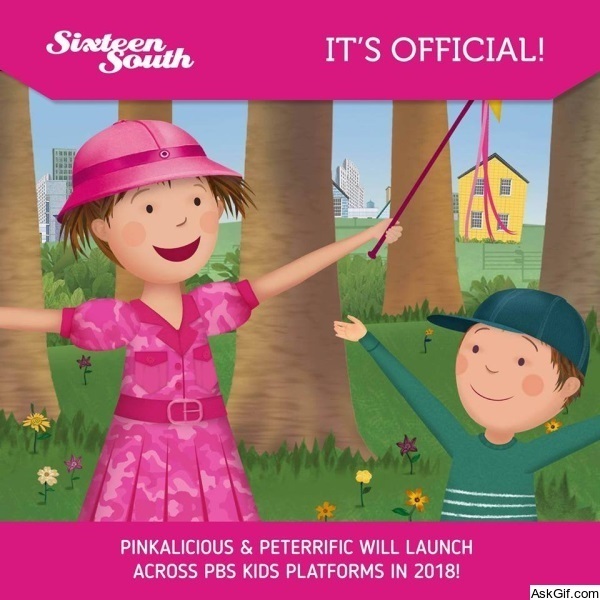 Sixteen
South
IT'S OFFICIAL!
PINKALICIOUS & PETERRIFIC WILL LAUNCH
ACROSS PBS KIDS PLATFORMS IN 2018!
AskGif.com